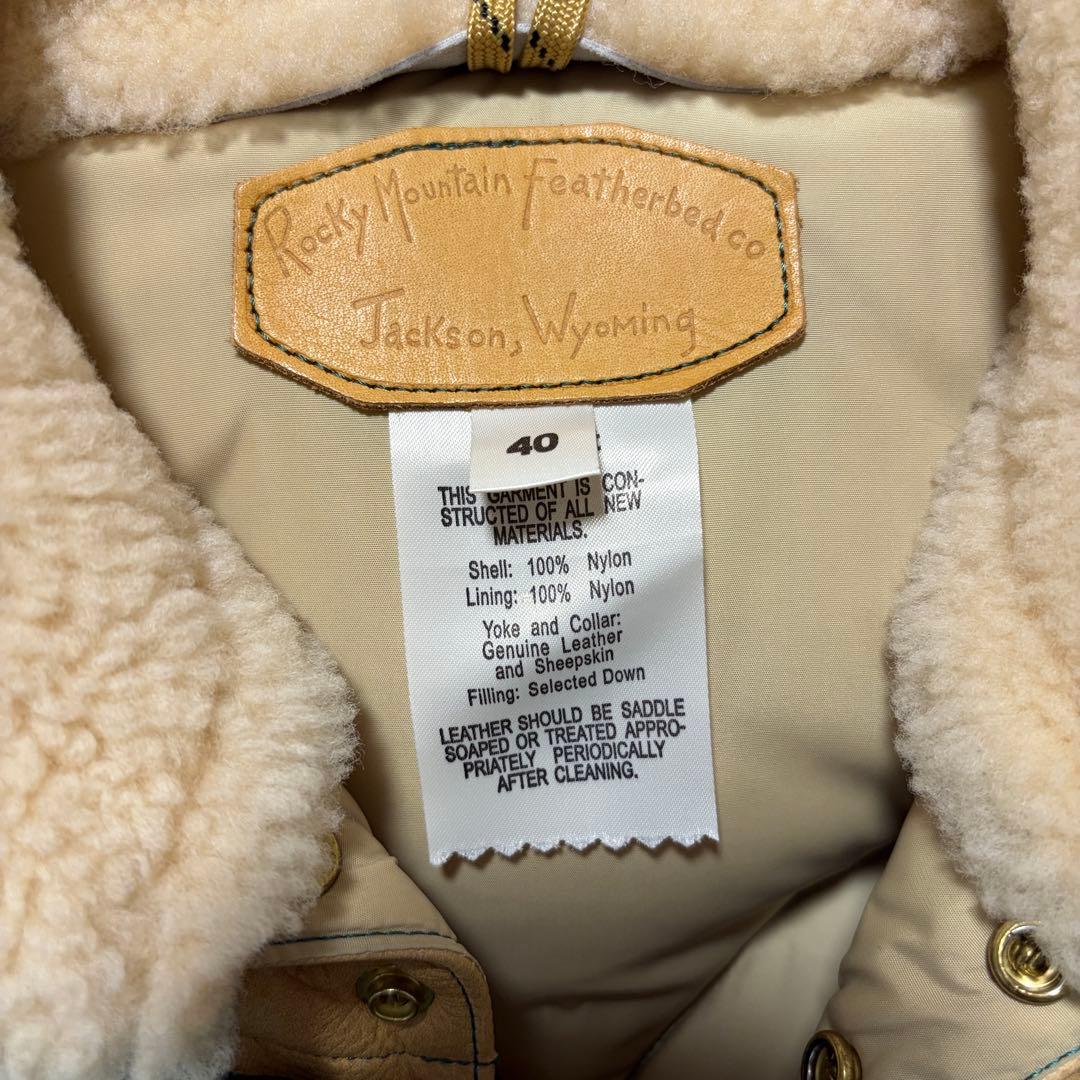 Rocky Mountain Featherbed co
Jackson, Wyoming
40
THIS GARMENT IS CON-
STRUCTED OF ALL NEW
MATERIALS.
Shell: 100% Nylon
Lining: 100% Nylon
Yoke and Collar:
Genuine Leather
and Sheepskin
Filling: Selected Down
LEATHER SHOULD BE SADDLE
SOAPED OR TREATED APPRO-
PRIATELY PERIODICALLY
AFTER CLEANING.